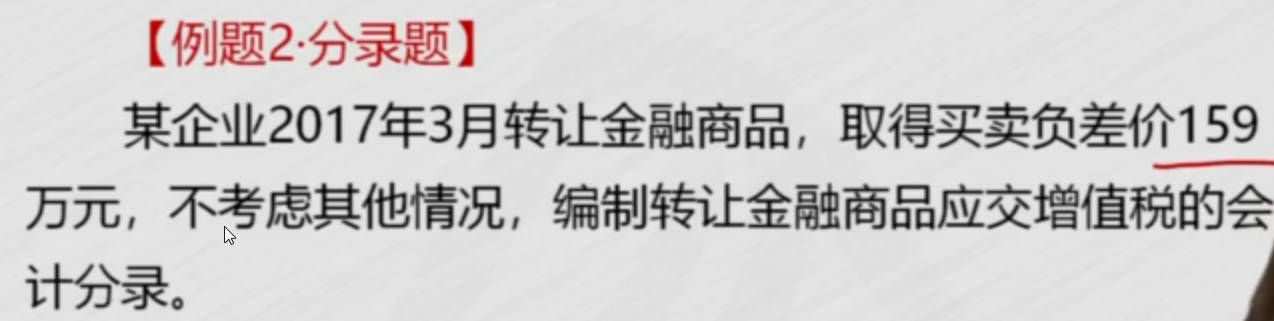 【例题2·分录题】
某企业2017年3月转让金融商品，取得买卖负差价159
万元，不考虑其他情况，编制转让金融商品应交增值税的会
计分录。